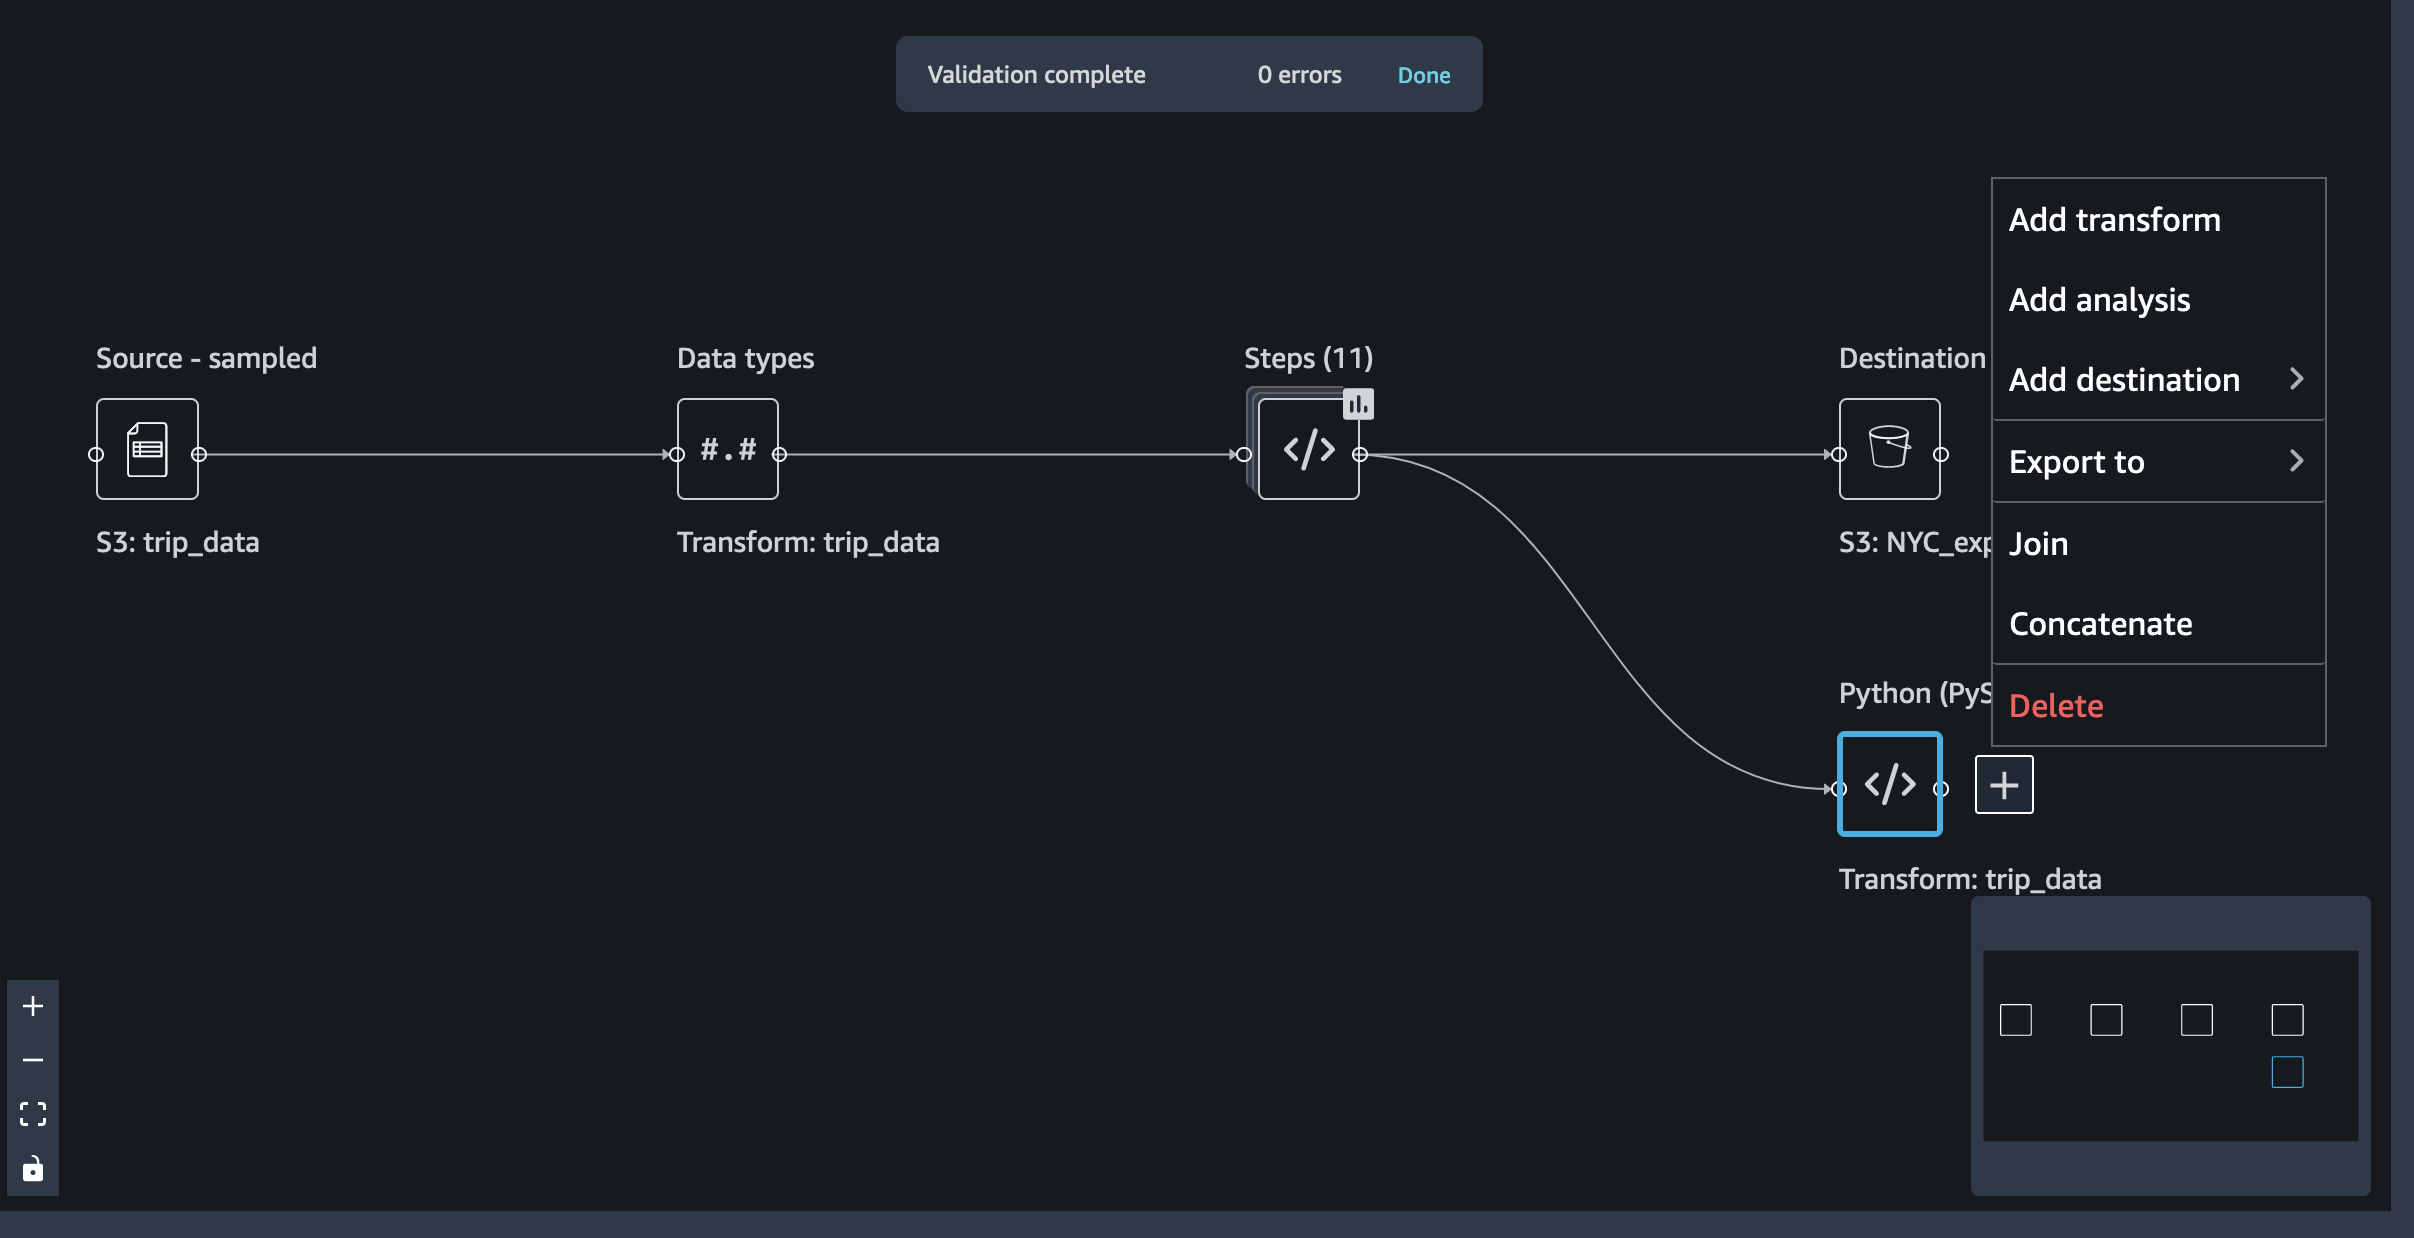 Validation complete 0 errors Done
Add transform
Add analysis
Add destination
Export to
Join
Concatenate
Delete
Source - sampled
S3: trip_data
Data types
#.#
Transform: trip_data
Steps (11)
</>
Destination
S3: NYC_exp
Python (PyS
</>
Transform: trip_data